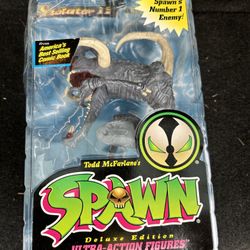 Violator II
Spawn's
Number 1
Enemy!
From
America's
Best Selling
Comic Book
Todd McFarlane's
SPAWN
Deluxe Edition
ULTRA-ACTION FIGURES